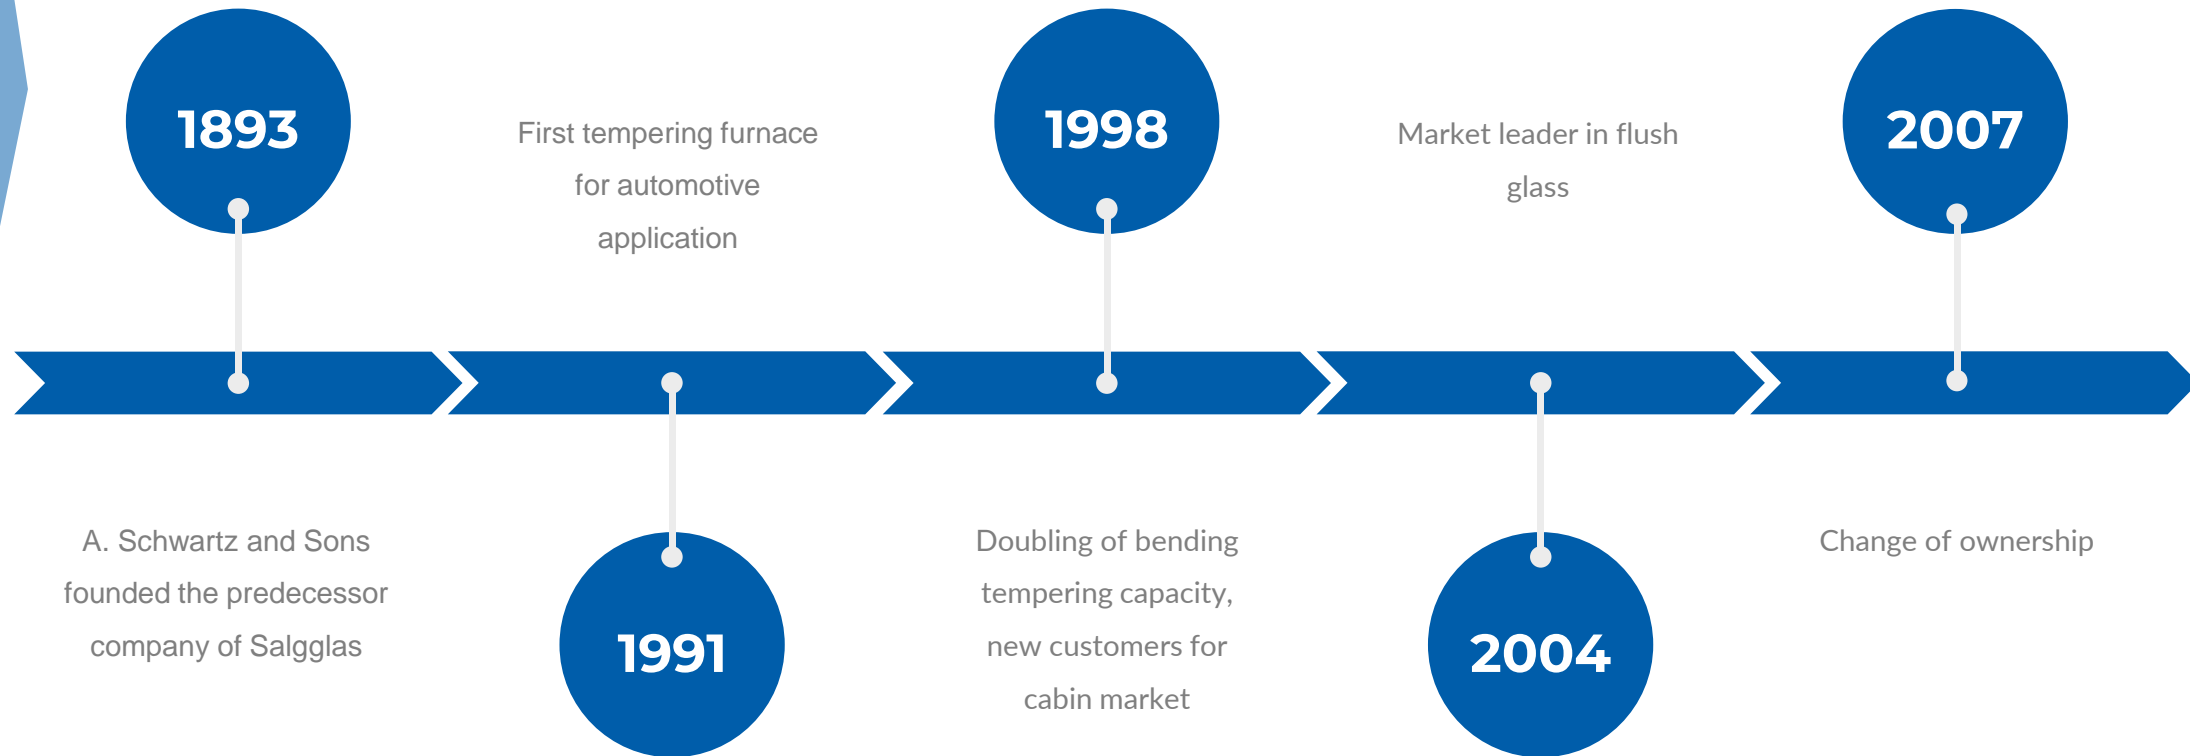 1893
A. Schwartz and Sons
founded the predecessor
company of Salgglas
First tempering furnace
for automotive
application
1991
1998
Doubling of bending
tempering capacity,
new customers for
cabin market
Market leader in flush
glass
2004
2007
Change of ownership